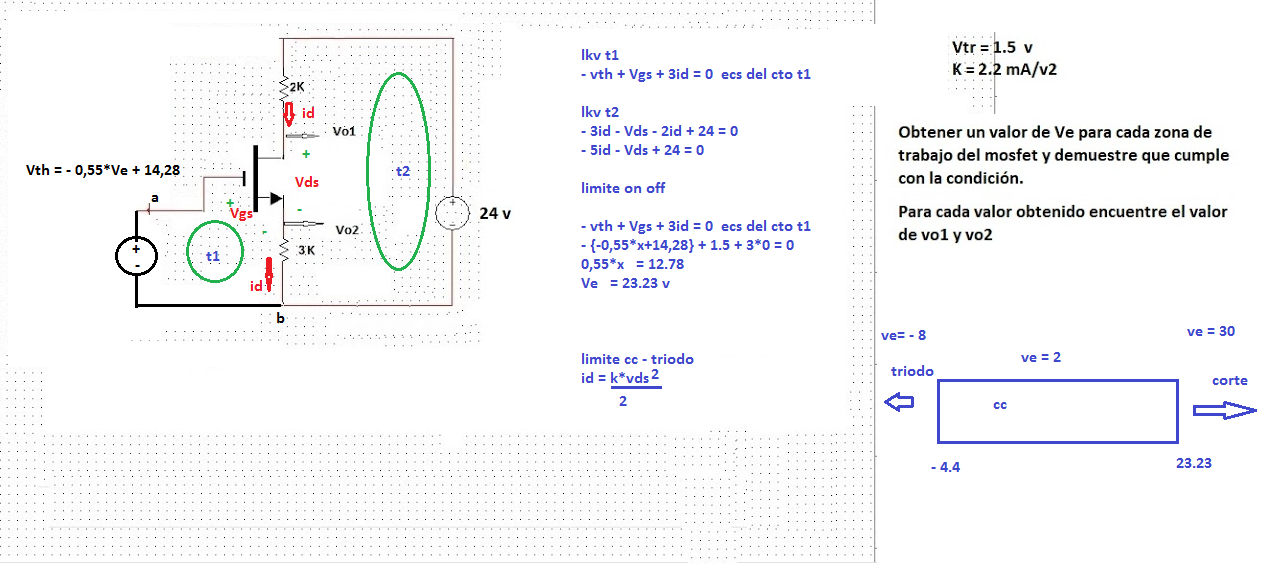 Vth = - 0,55*Ve + 14,28
a
2K
id
Vo1
+
Vds
-
+
Vgs
-
t1
t2
+
-
24 v
Vo2
3K
id
+
-
b
lkv t1
- vth + Vgs + 3id = 0 ecs del cto t1
lkv t2
- 3id - Vds - 2id + 24 = 0
- 5id - Vds + 24 = 0
limite on off
- vth + Vgs + 3id = 0 ecs del cto t1
- {-0,55*x+14,28} + 1.5 + 3*0 = 0
0,55*x = 12.78
Ve = 23.23 v
limite cc - triodo
id = k*vds2
2
Vtr = 1.5 v
K = 2.2 mA/v2
Obtener un valor de Ve para cada zona de
trabajo del mosfet y demuestre que cumple
con la condición.
Para cada valor obtenido encuentre el valor
de vo1 y vo2
ve= - 8
ve = 2
ve = 30
triodo
cc
corte
- 4.4
23.23